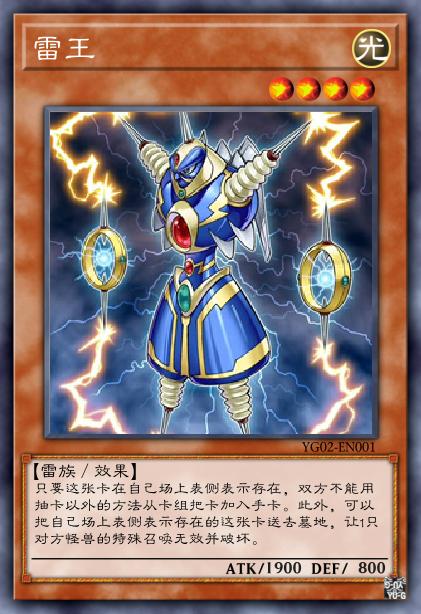 雷王
光
YG02-EN001
【雷族/效果】
只要这张卡在自己场上表侧表示存在，双方不能用
抽卡以外的方法从卡组把卡加入手卡。此外，可以
把自己场上表侧表示存在的这张卡送去墓地，让1只
对方怪兽的特殊召唤无效并破坏。
ATK/1900 DEF/ 800